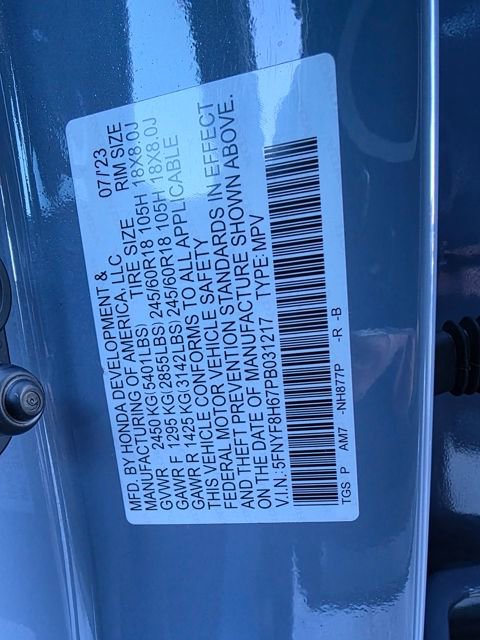 MFD. BY HONDA DEVELOPMENT & 07/'23
MANUFACTURING OF AMERICA, LLC
TIRE SIZE RIM SIZE
GVWR 2450 KG(5401LBS)
GAWR F 1295 KG(2855LBS) 245/60R18 105H 18X8.0J
GAWR R 1425 KG(3142LBS) 245/60R18 105H 18X8.0J
THIS VEHICLE CONFORMS TO ALL APPLICABLE
FEDERAL MOTOR VEHICLE SAFETY
AND THEFT PREVENTION STANDARDS IN EFFECT
ON THE DATE OF MANUFACTURE SHOWN ABOVE.
V.I.N.: 5FNYF8H67PB031217 TYPE: MPV
TGS P AM7 -NH877P -R -B